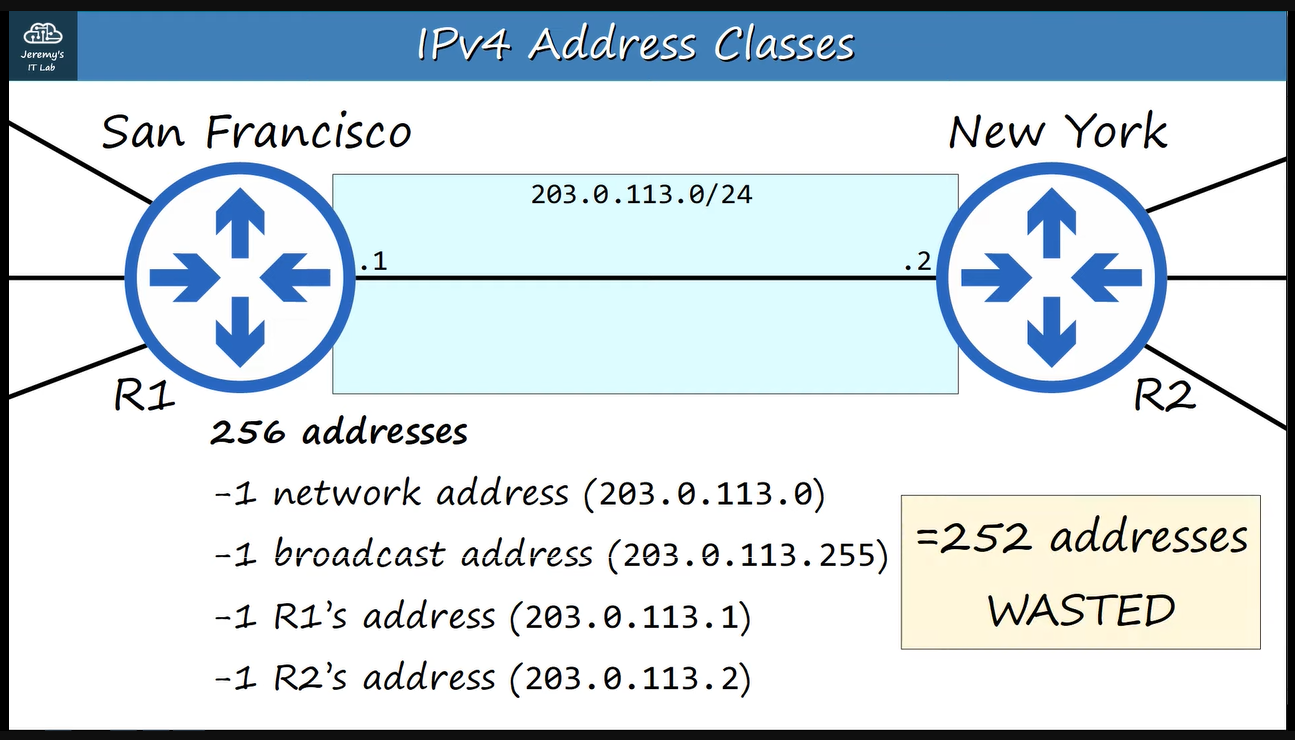 Jeremy's
IT Lab
IPv4 Address Classes
San Francisco
New York
203.0.113.0/24
.1
.2
R1
R2
256 addresses
-1 network address (203.0.113.0)
-1 broadcast address (203.0.113.255)
-1 R1's address (203.0.113.1)
-1 R2's address (203.0.113.2)
=252 addresses
WASTED